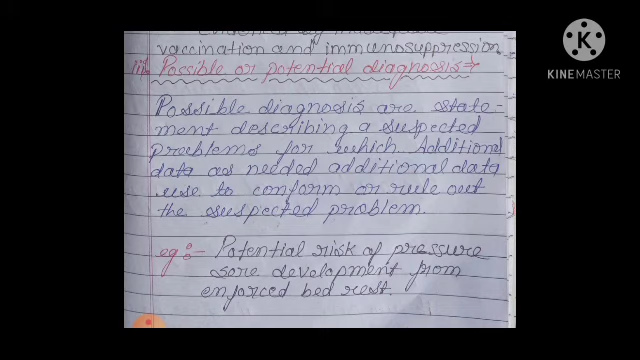 vaccination and immunosuppression
iii Possible or potential diagnosis⇒
Possible diagnosis are state-
ment describing a suspected
problems for which Additional
data as needed additional data
use to conform or rule out
the suspected problem.
eg:- Potential risk of pressure
sore development from
enforced bed rest.
K
KINEMASTER